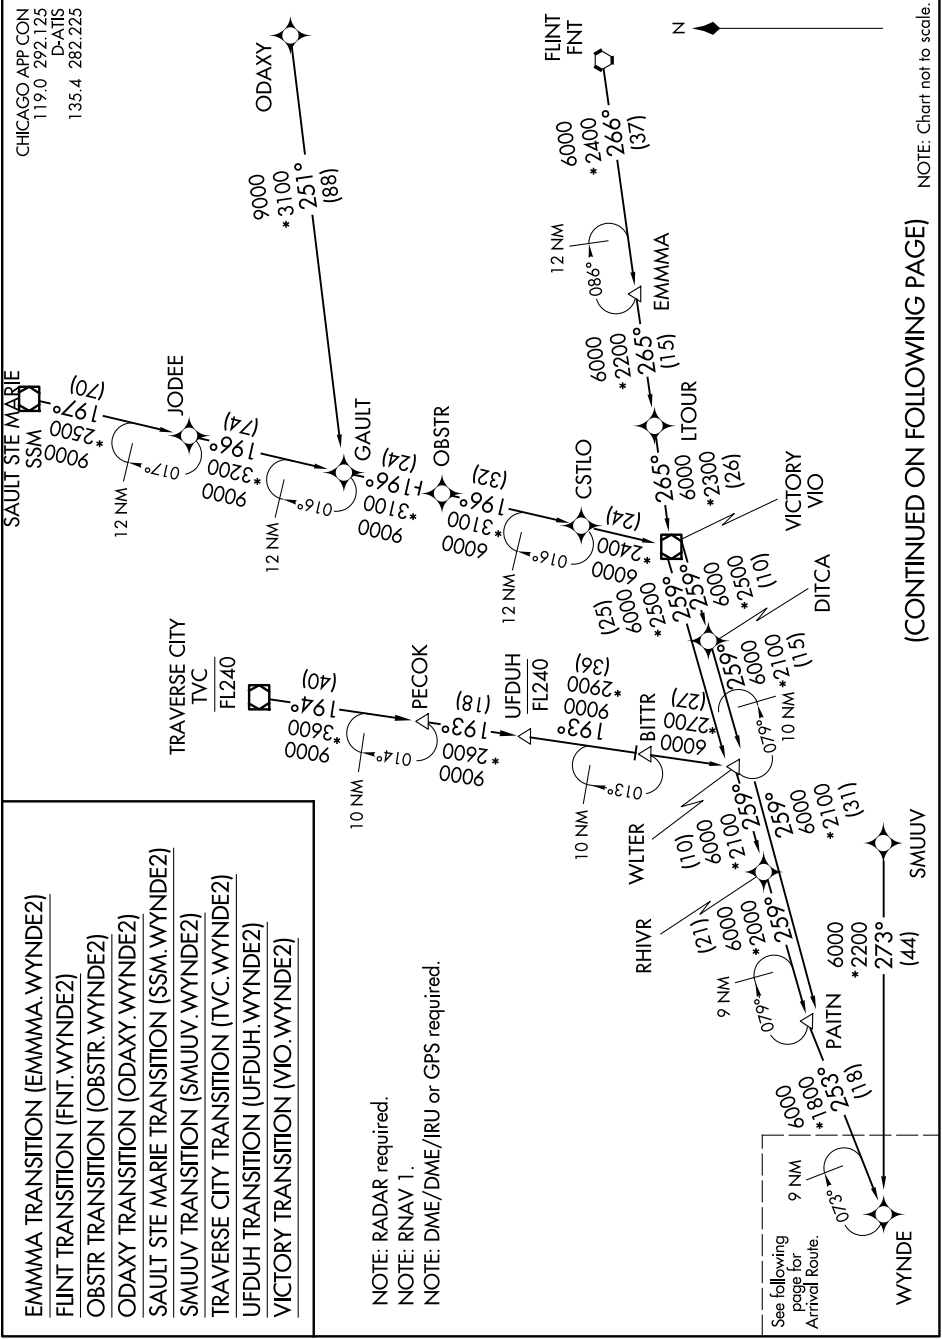 CHICAGO APP CON
119.0 292.125
D-ATIS
135.4 282.225
EMMMA TRANSITION (EMMMA.WYNDE2)
FLINT TRANSITION (FNT.WYNDE2)
OBSTR TRANSITION (OBSTR.WYNDE2)
ODAXY TRANSITION (ODAXY.WYNDE2)
SAULT STE MARIE TRANSITION (SSM.WYNDE2)
SMUUV TRANSITION (SMUUV.WYNDE2)
TRAVERSE CITY TRANSITION (TVC.WYNDE2)
UFDUH TRANSITION (UFDUH.WYNDE2)
VICTORY TRANSITION (VIO.WYNDE2)
NOTE: RADAR required.
NOTE: RNAV 1.
NOTE: DME/DME/IRU or GPS required.
SAULT STE MARIE
SSM
9000
*2500
197°
(70)
12 NM
017°
JODEE
9000
*3200
196°
(74)
12 NM
016°
GAULT
ODAXY
9000
*3100
251°
(88)
9000
*3100
196°
(24)
OBSTR
6000
*3100
196°
(32)
12 NM
016°
CSTLO
6000
*2400
(24)
FLINT
FNT
6000
*2400
266°
(37)
12 NM
086°
EMMMA
6000
*2200
265°
(15)
LTOUR
265°
6000
*2300
(26)
VICTORY
VIO
(25)
6000
*2500
259°
259°
6000
*2500
(10)
DITCA
259°
6000
*2100
(15)
10 NM
079°
TRAVERSE CITY
TVC
FL240
9000
*3600
194°
(40)
10 NM
014°
PECOK
9000
*2600
193°
(18)
UFDUH
FL240
193°
9000
*2900
(36)
10 NM
013°
BITTR
6000
*2700
(27)
WLTER
(10)
6000
*2100
259°
259°
6000
*2100
(31)
RHIVR
(21)
6000
*2000
259°
9 NM
079°
PAITN
6000
*1800
253°
(18)
SMUUV
6000
*2200
273°
(44)
9 NM
073°
WYNDE
See following
page for
Arrival Route.
N
(CONTINUED ON FOLLOWING PAGE)
NOTE: Chart not to scale.